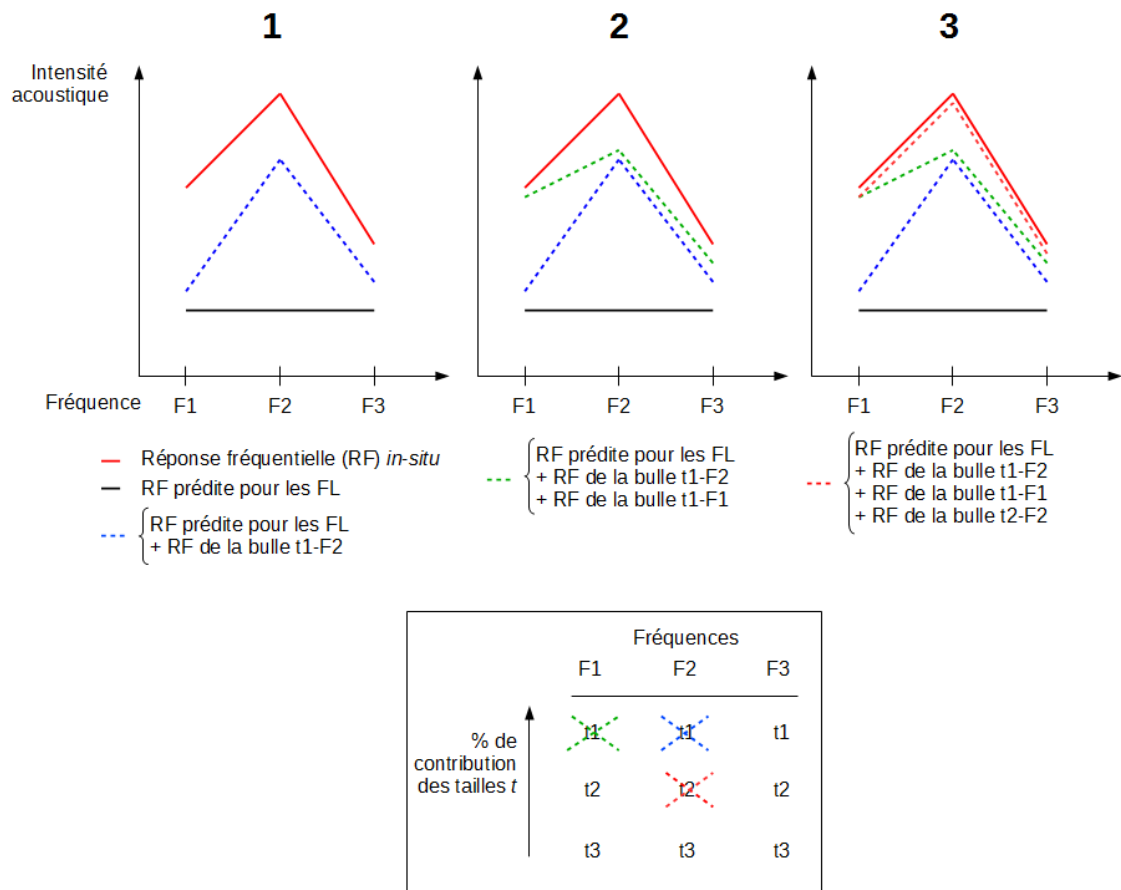 1
2
3
Intensité
acoustique
Fréquence
F1 F2 F3
F1 F2 F3
F1 F2 F3
Réponse fréquentielle (RF) in-situ
RF prédite pour les FL
RF prédite pour les FL
+ RF de la bulle t1-F2
RF prédite pour les FL
+ RF de la bulle t1-F2
+ RF de la bulle t1-F1
RF prédite pour les FL
+ RF de la bulle t1-F2
+ RF de la bulle t1-F1
+ RF de la bulle t2-F2
Fréquences
F1 F2 F3
% de
contribution
des tailles t
t1 t1 t1
t2 t2 t2
t3 t3 t3